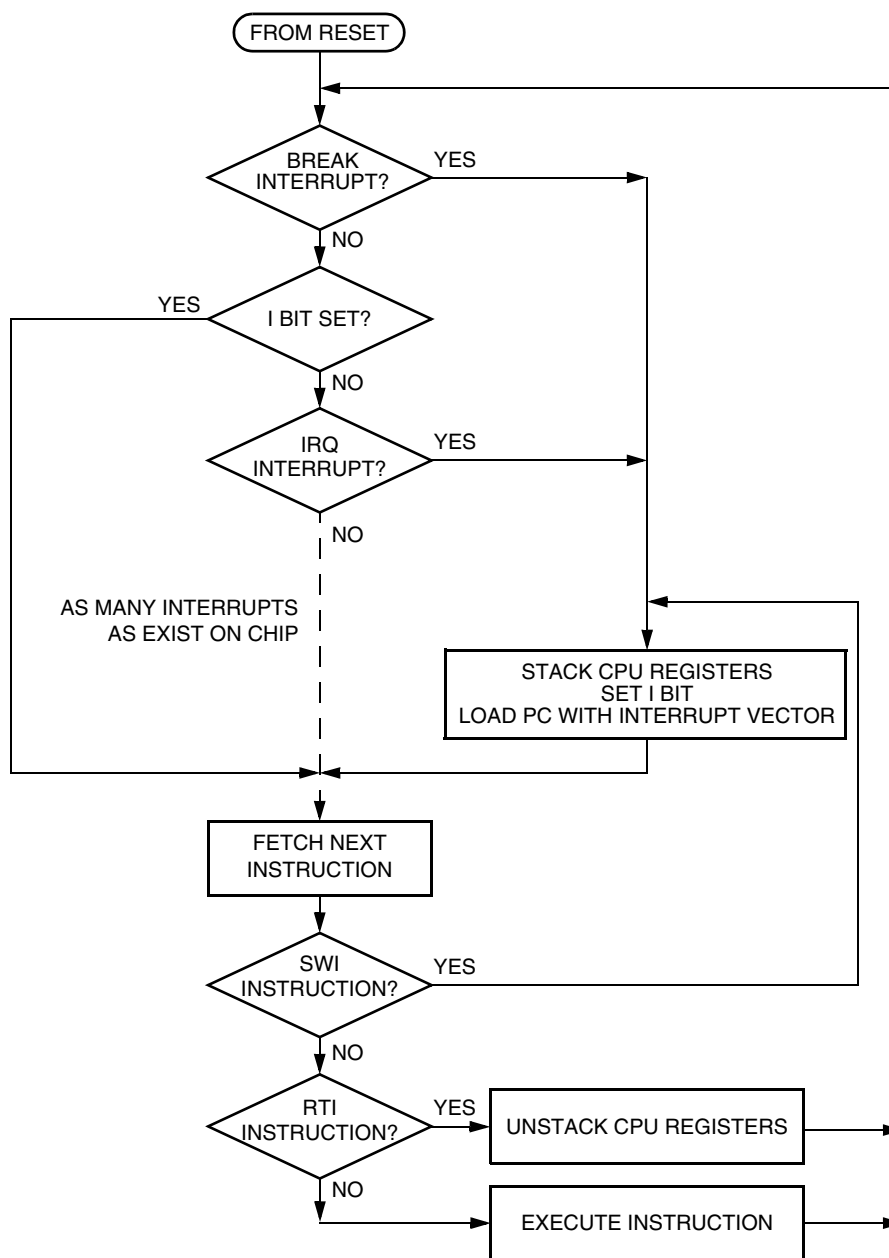 FROM RESET
BREAK
INTERRUPT?
YES
NO
YES
I BIT SET?
NO
IRQ
INTERRUPT?
YES
NO
AS MANY INTERRUPTS
AS EXIST ON CHIP
STACK CPU REGISTERS
SET I BIT
LOAD PC WITH INTERRUPT VECTOR
FETCH NEXT
INSTRUCTION
SWI
INSTRUCTION?
YES
NO
RTI
INSTRUCTION?
YES
UNSTACK CPU REGISTERS
NO
EXECUTE INSTRUCTION